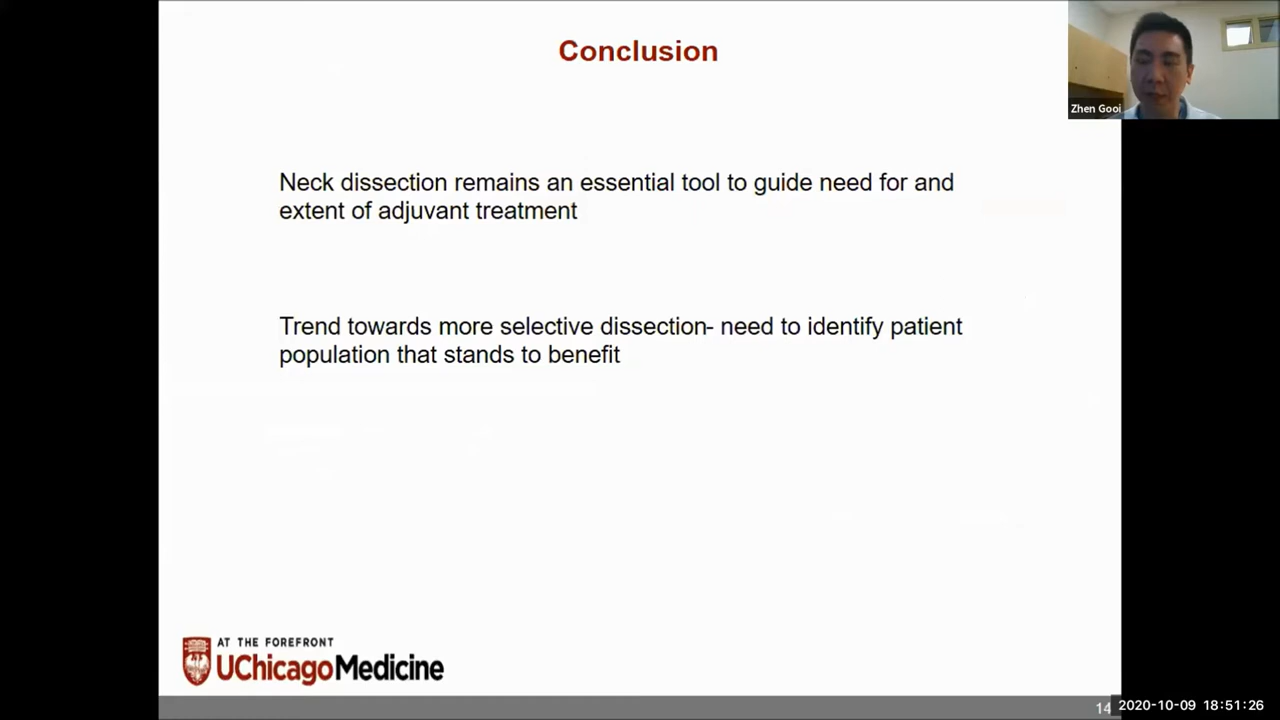 Conclusion
Zhen Gooi
Neck dissection remains an essential tool to guide need for and
extent of adjuvant treatment
Trend towards more selective dissection- need to identify patient
population that stands to benefit
AT THE FOREFRONT
UChicagoMedicine
14
2020-10-09 18:51:26